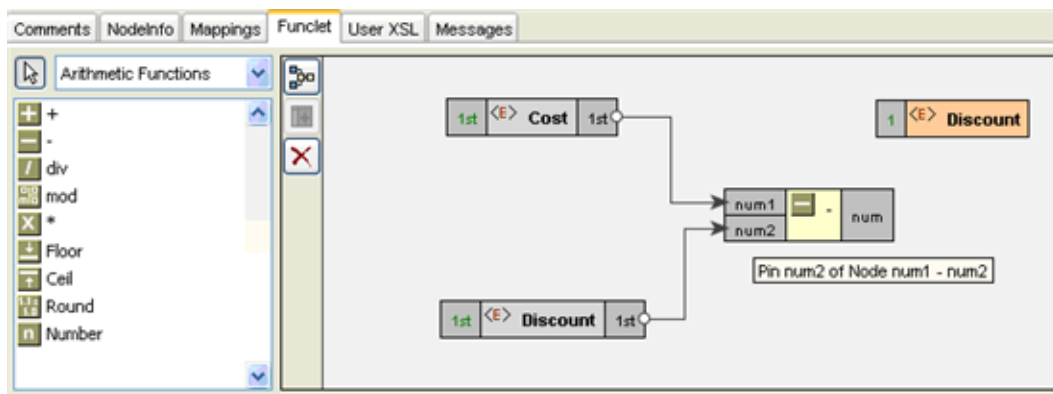 Comments NodeInfo Mappings Funclet User XSL Messages
Arithmetic Functions
+
-
div
mod
*
Floor
Ceil
Round
n Number
1st <E> Cost 1st
1 <E> Discount
num1 - num
num2
Pin num2 of Node num1 - num2
1st <E> Discount 1st